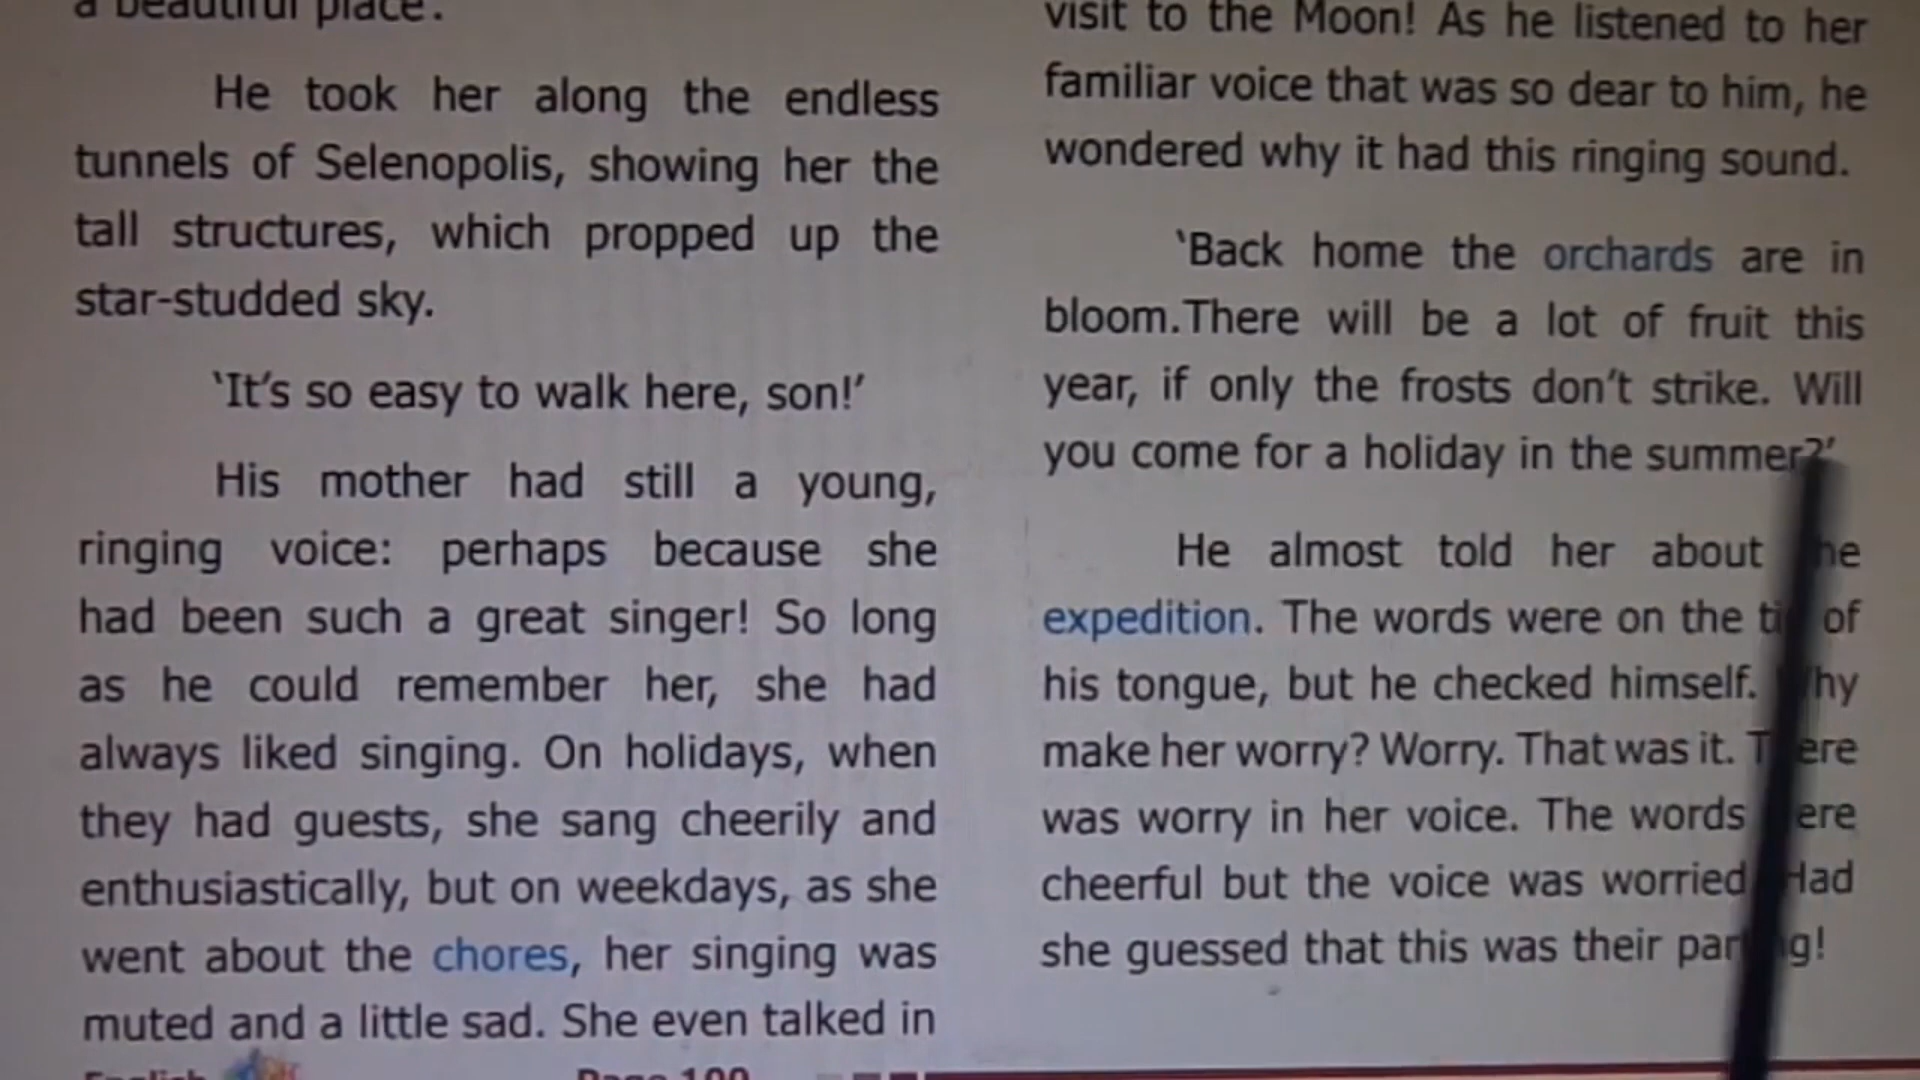 a beautiful place.
He took her along the endless
tunnels of Selenopolis, showing her the
tall structures, which propped up the
star-studded sky.
‘It’s so easy to walk here, son!’
His mother had still a young,
ringing voice: perhaps because she
had been such a great singer! So long
as he could remember her, she had
always liked singing. On holidays, when
they had guests, she sang cheerily and
enthusiastically, but on weekdays, as she
went about the chores, her singing was
muted and a little sad. She even talked in
English
Page 100
visit to the Moon! As he listened to her
familiar voice that was so dear to him, he
wondered why it had this ringing sound.
‘Back home the orchards are in
bloom.There will be a lot of fruit this
year, if only the frosts don’t strike. Will
you come for a holiday in the summer?’
He almost told her about
expedition. The words were on the of
his tongue, but he checked himself.
make her worry? Worry. That was it.
was worry in her voice. The words
cheerful but the voice was worried Had
she guessed that this was their